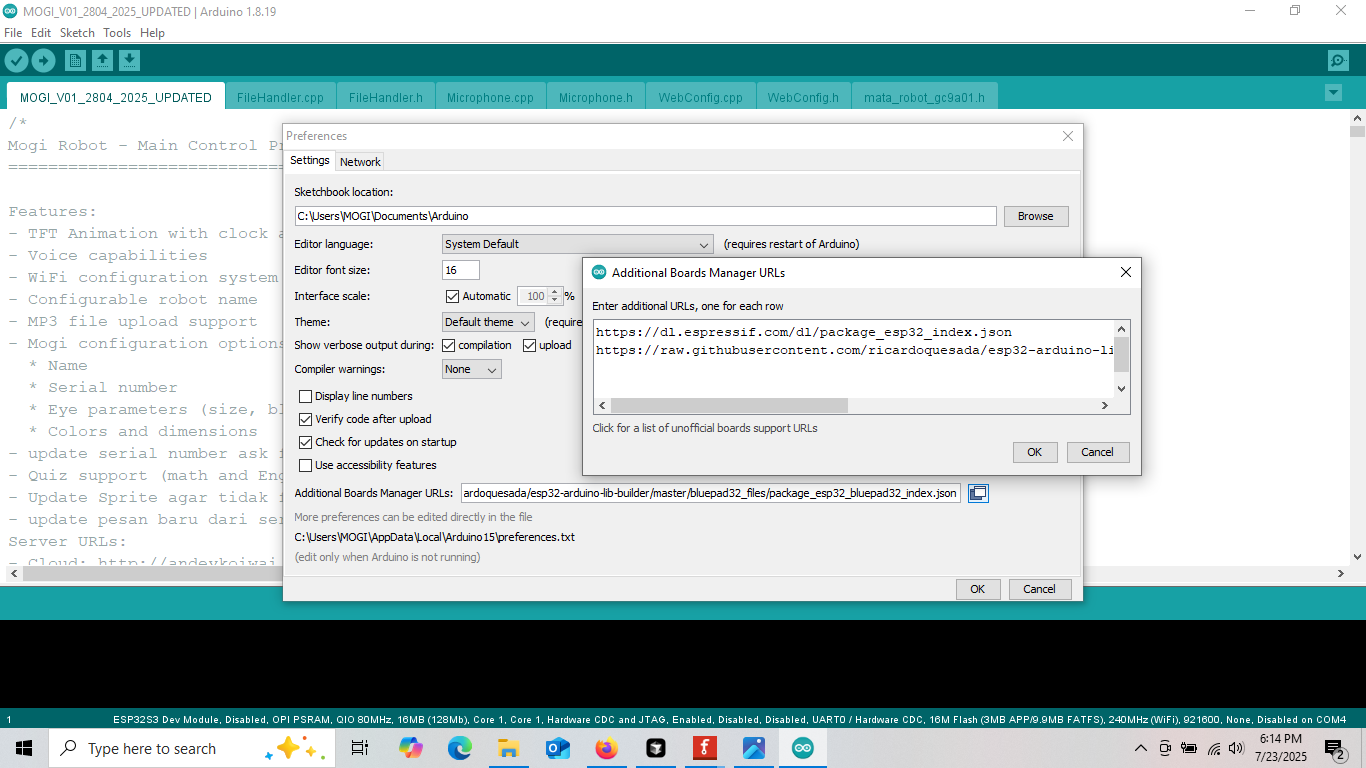 MOGI_V01_2804_2025_UPDATED | Arduino 1.8.19
File Edit Sketch Tools Help
MOGI_V01_2804_2025_UPDATED FileHandler.cpp FileHandler.h Microphone.cpp Microphone.h WebConfig.cpp WebConfig.h mata_robot_gc9a01.h
/*
Mogi Robot - Main Control
==========================
Features:
- TFT Animation with clock
- Voice capabilities
- WiFi configuration system
- Configurable robot name
- MP3 file upload support
- Mogi configuration options
* Name
* Serial number
* Eye parameters (size,
* Colors and dimensions
- update serial number ask
- Quiz support (math and
- Update Sprite agar tidak
- update pesan baru dari
Server URLs:
Preferences
Settings Network
Sketchbook location:
C:\Users\MOGI\Documents\Arduino Browse
Editor language: System Default (requires restart of Arduino)
Editor font size: 16
Interface scale: Automatic 100 %
Theme: Default theme
Show verbose output during: compilation upload
Compiler warnings: None
Display line numbers
Verify code after upload
Check for updates on startup
Use accessibility features
Additional Boards Manager URLs: ardoquesada/esp32-arduino-lib-builder/master/bluepad32_files/package_esp32_bluepad32_index.json
More preferences can be edited directly in the file
C:\Users\MOGI\AppData\Local\Arduino15\preferences.txt
(edit only when Arduino is not running)
OK Cancel
Additional Boards Manager URLs
Enter additional URLs, one for each row
https://dl.espressif.com/dl/package_esp32_index.json
https://raw.githubusercontent.com/ricardoquesada/esp32-arduino-li
Click for a list of unofficial boards support URLs
OK Cancel
1 ESP32S3 Dev Module, Disabled, OPI PSRAM, QIO 80MHz, 16MB (128Mb), Core 1, Core 1, Hardware CDC and JTAG, Enabled, Disabled, Disabled, UART0 / Hardware CDC, 16M Flash (3MB APP/9.9MB FATFS), 240MHz (WiFi), 921600, None, Disabled on COM4
Type here to search
6:14 PM
7/23/2025
2